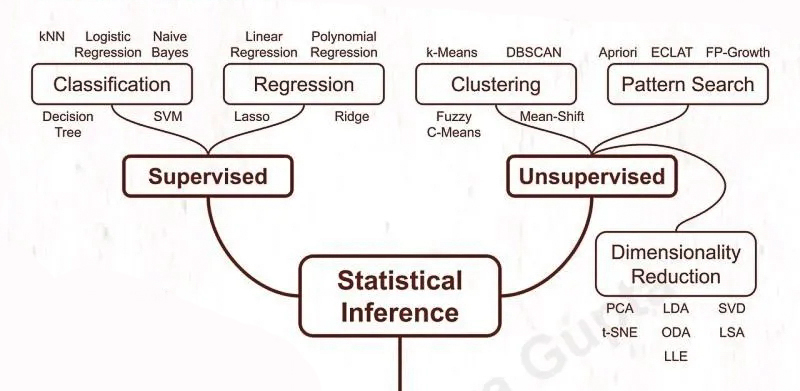 kNN Logistic Regression Naive Bayes
Classification
Decision Tree SVM
Linear Regression Polynomial Regression
Regression
Lasso Ridge
Supervised
k-Means DBSCAN
Clustering
Fuzzy C-Means Mean-Shift
Apriori ECLAT FP-Growth
Pattern Search
Unsupervised
Dimensionality
Reduction
PCA LDA SVD
t-SNE ODA LSA
LLE
Statistical
Inference